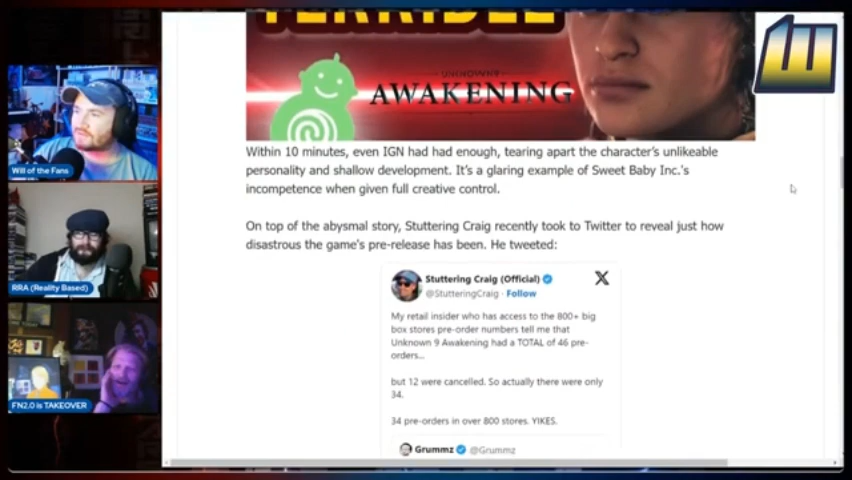 TERRIBLE
UNKNOWN9
AWAKENING
Within 10 minutes, even IGN had had enough, tearing apart the character's unlikeable
personality and shallow development. It's a glaring example of Sweet Baby Inc.'s
incompetence when given full creative control.
On top of the abysmal story, Stuttering Craig recently took to Twitter to reveal just how
disastrous the game's pre-release has been. He tweeted:
Stuttering Craig (Official)
@StutteringCraig · Follow
My retail insider who has access to the 800+ big
box stores pre-order numbers tell me that
Unknown 9 Awakening had a TOTAL of 46 pre-
orders...
but 12 were cancelled. So actually there were only
34.
34 pre-orders in over 800 stores. YIKES.
Grummz @Grummz
Will of the Fans
RRA (Reality Based)
FN2.0 is TAKEOVER